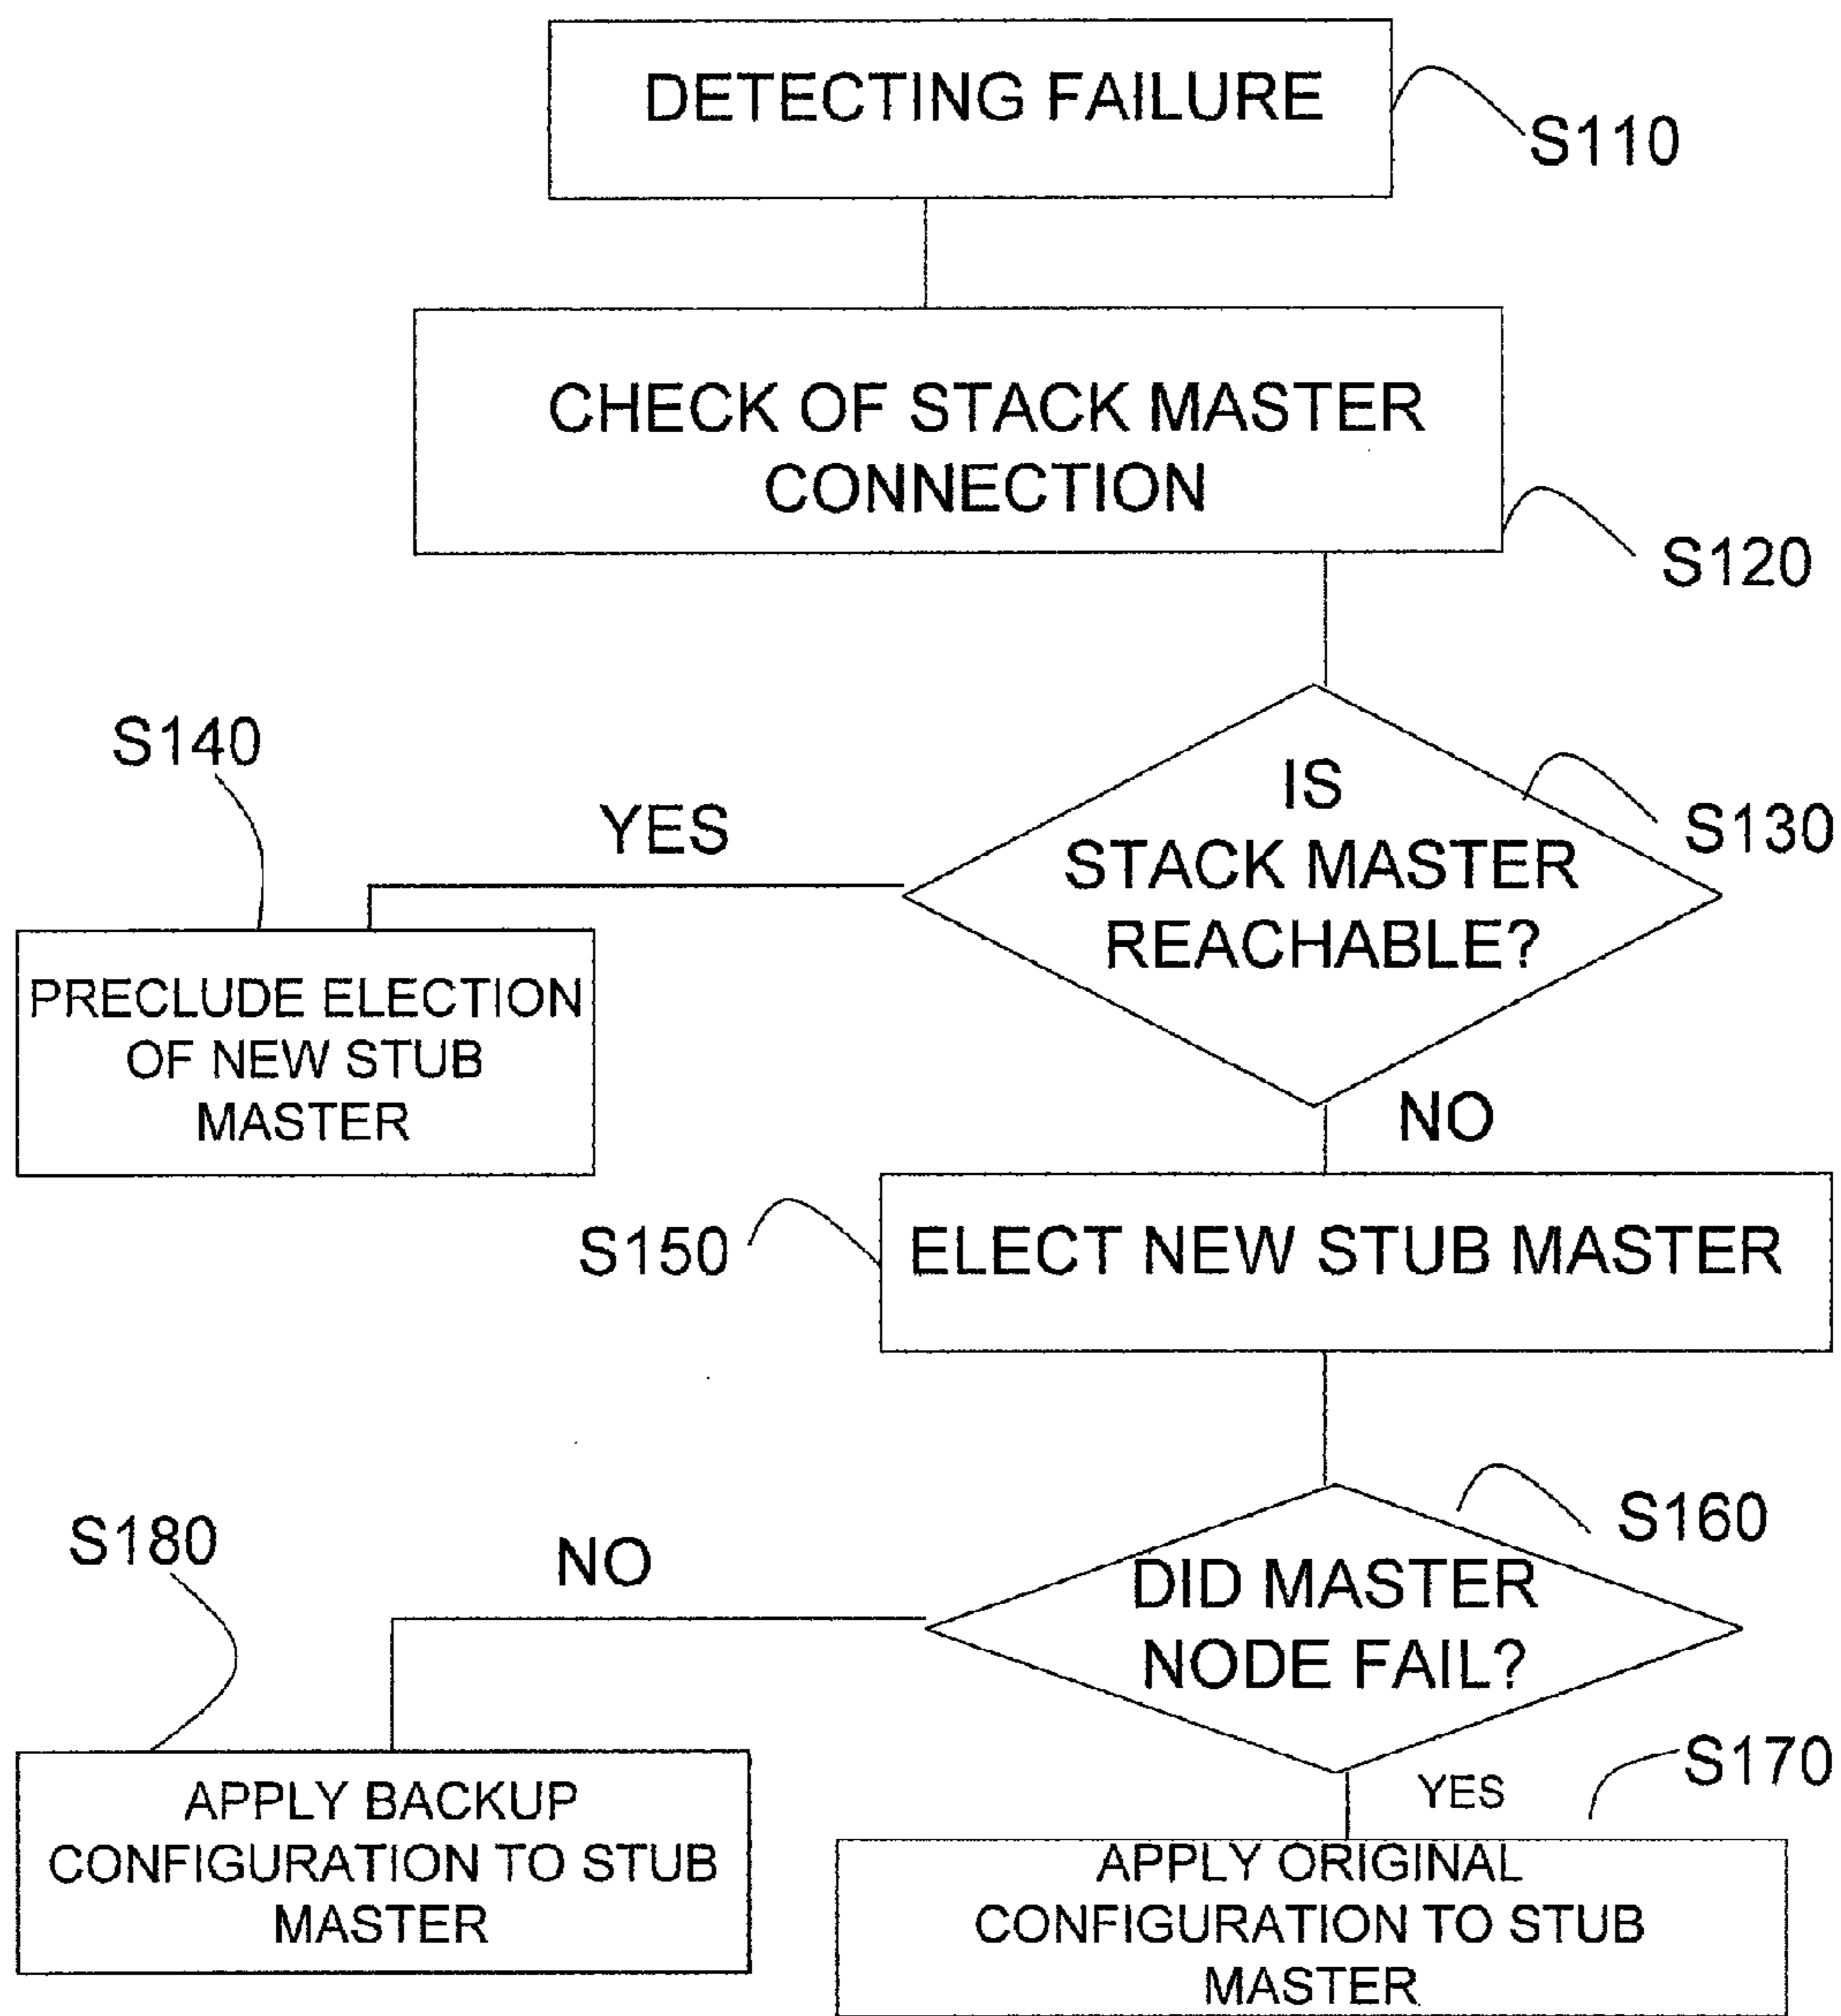 DETECTING FAILURE
S110
CHECK OF STACK MASTER
CONNECTION
S120
S140
YES
IS
STACK MASTER
REACHABLE?
S130
PRECLUDE ELECTION
OF NEW STUB
MASTER
NO
S150
ELECT NEW STUB MASTER
S180
NO
S160
DID MASTER
NODE FAIL?
S170
YES
APPLY BACKUP
CONFIGURATION TO STUB
MASTER
APPLY ORIGINAL
CONFIGURATION TO STUB
MASTER